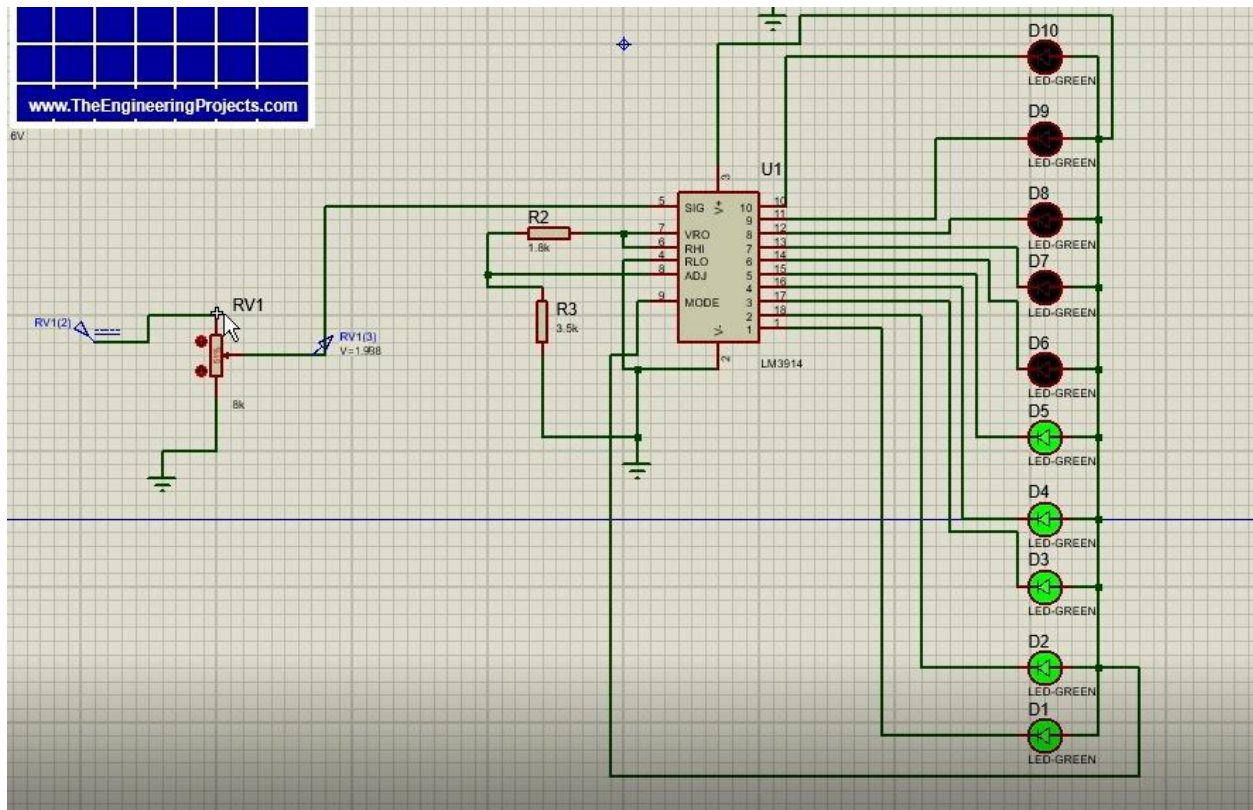 www.TheEngineeringProjects.com
6V
D10
LED-GREEN
D9
LED-GREEN
D8
LED-GREEN
D7
LED-GREEN
D6
LED-GREEN
D5
LED-GREEN
D4
LED-GREEN
D3
LED-GREEN
D2
LED-GREEN
D1
LED-GREEN
U1
3
V+
5 SIG 10 10
9 11
7 VRO 8 12
6 RHI 7 13
4 RLO 6 14
8 ADJ 5 15
4 16
9 MODE 3 17
2 18
1 1
V-
2
LM3914
R2
1.8k
R3
3.5k
RV1
RV1(2)
51%
RV1(3)
V=1.938
8k